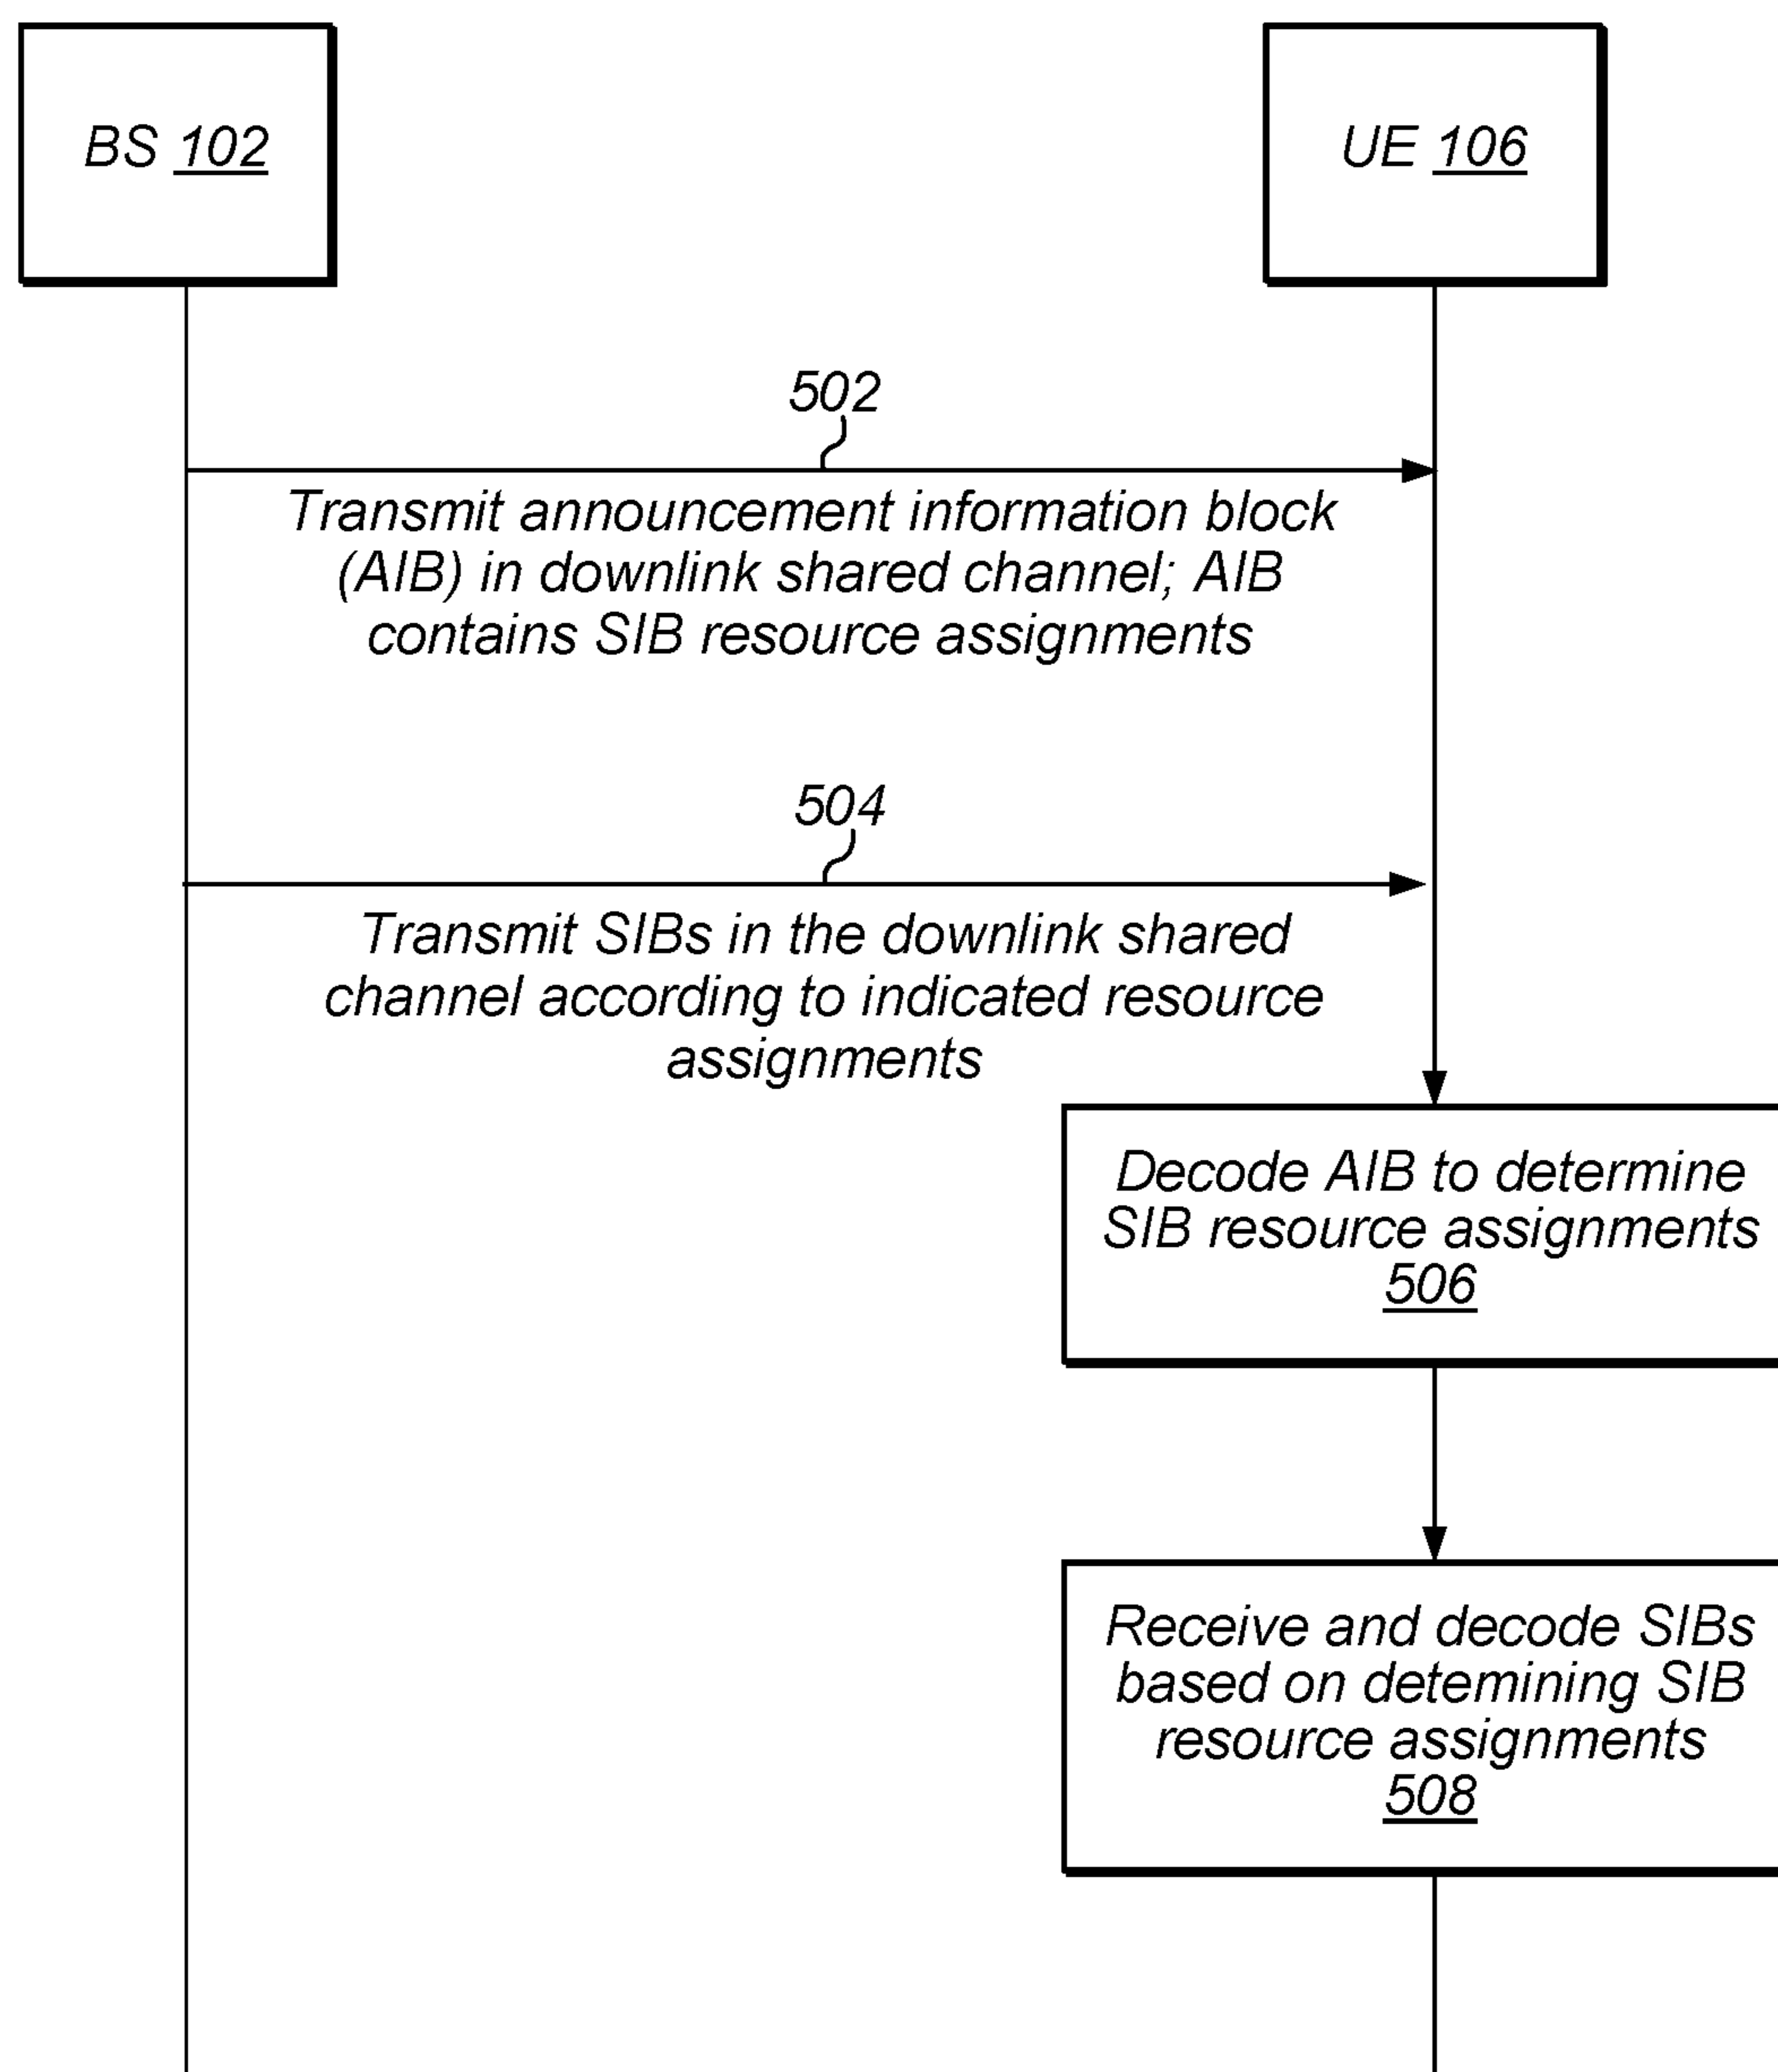 BS 102
UE 106
502
Transmit announcement information block
(AIB) in downlink shared channel; AIB
contains SIB resource assignments
504
Transmit SIBs in the downlink shared
channel according to indicated resource
assignments
Decode AIB to determine
SIB resource assignments
506
Receive and decode SIBs
based on detemining SIB
resource assignments
508